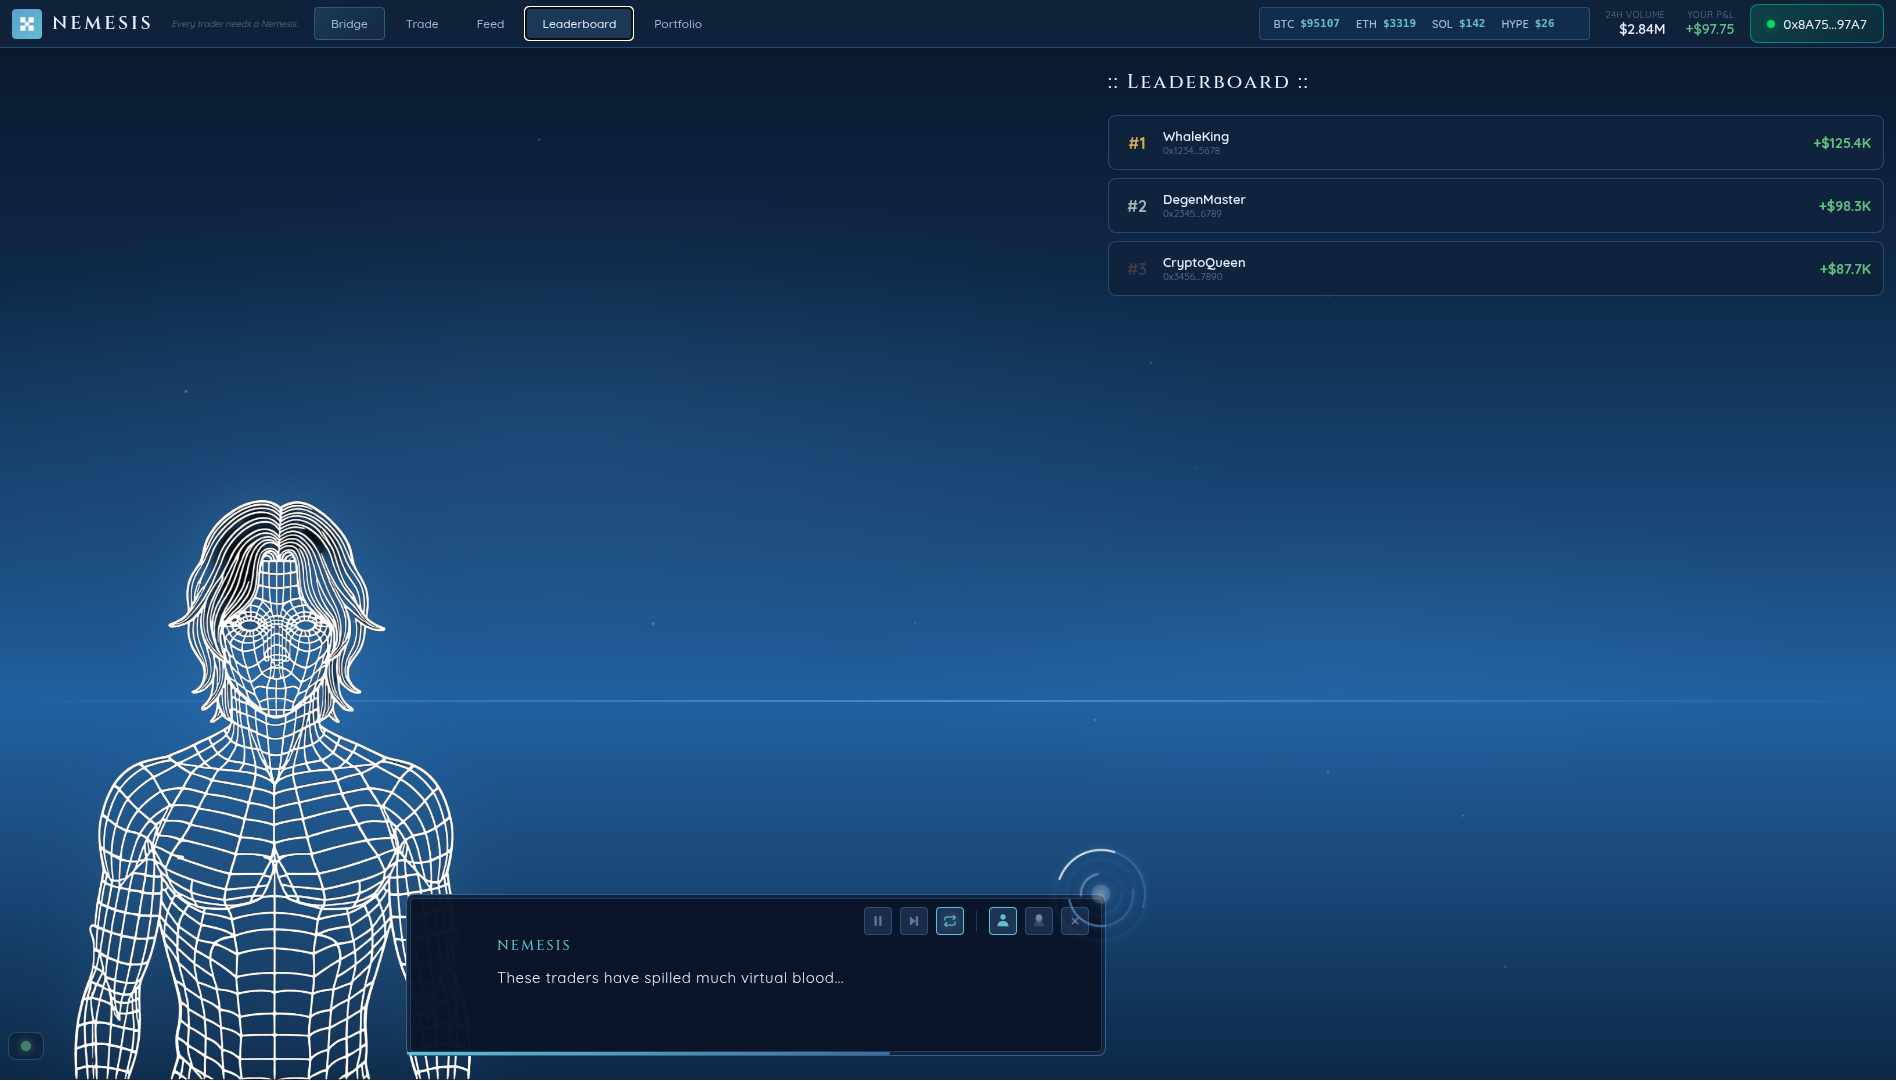 NEMESIS
Every trader needs a Nemesis.
Bridge
Trade
Feed
Leaderboard
Portfolio
BTC $95107 ETH $3319 SOL $142 HYPE $26
24H VOLUME
$2.84M
YOUR P&L
+$97.75
0x8A75...97A7
:: Leaderboard ::
#1
WhaleKing
0x1234...5678
+$125.4K
#2
DegenMaster
0x2345...6789
+$98.3K
#3
CryptoQueen
0x3456...7890
+$87.7K
NEMESIS
These traders have spilled much virtual blood...